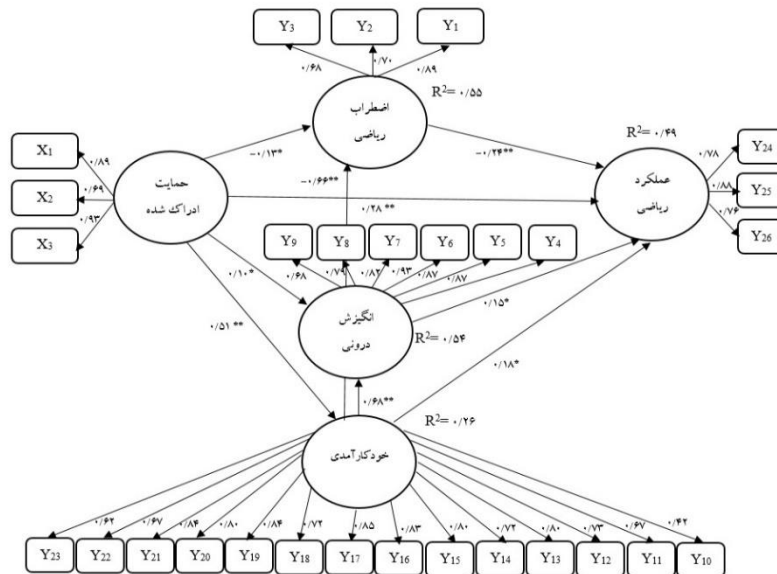 Y3 Y2 Y1
۰/۶۸ ۰/۷۰ ۰/۸۹
اضطراب
ریاضی
R²= ۰/۵۵
R²= ۰/۴۹
X1
X2
X3
۰/۸۹
۰/۶۹
۰/۹۳
حمایت
ادراک شده
−۰/۱۳*
−۰/۲۴**
عملکرد
ریاضی
۰/۷۸
۰/۸۸
۰/۷۶
Y24
Y25
Y26
−۰/۶۶**
۰/۲۸ **
Y9 Y8 Y7 Y6 Y5 Y4
۰/۶۸ ۰/۷۹ ۰/۸۲ ۰/۹۳ ۰/۸۷ ۰/۸۷
۰/۱۰*
۰/۱۵*
انگیزش
درونی
R²= ۰/۵۴
۰/۵۱ **
۰/۱۸*
۰/۶۸**
R²= ۰/۲۶
خودکارآمدی
۰/۶۲ ۰/۶۷ ۰/۸۴ ۰/۸۰ ۰/۸۴ ۰/۷۲ ۰/۸۵ ۰/۸۳ ۰/۸۰ ۰/۷۲ ۰/۸۰ ۰/۷۳ ۰/۶۷ ۰/۴۲
Y23 Y22 Y21 Y20 Y19 Y18 Y17 Y16 Y15 Y14 Y13 Y12 Y11 Y10